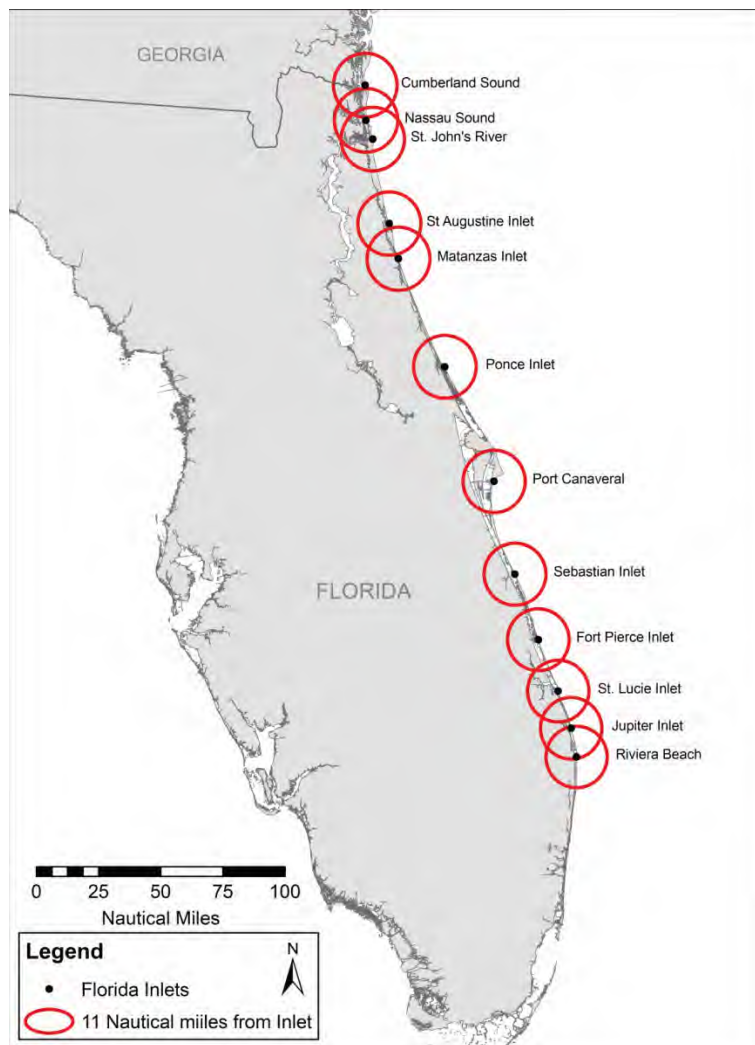 GEORGIA
Cumberland Sound
Nassau Sound
St. John's River
St Augustine Inlet
Matanzas Inlet
Ponce Inlet
Port Canaveral
Sebastian Inlet
FLORIDA
Fort Pierce Inlet
St. Lucie Inlet
Jupiter Inlet
Riviera Beach
0 25 50 75 100
Nautical Miles
Legend
N
Florida Inlets
11 Nautical miiles from Inlet